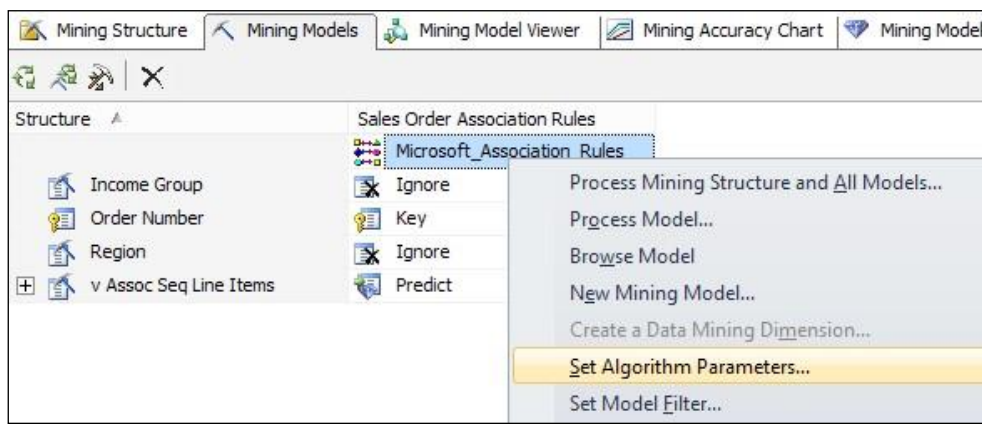 Mining Structure Mining Models Mining Model Viewer Mining Accuracy Chart Mining Model
Structure Sales Order Association Rules
Microsoft_Association_Rules
Income Group Ignore
Order Number Key
Region Ignore
v Assoc Seq Line Items Predict
Process Mining Structure and All Models...
Process Model...
Browse Model
New Mining Model...
Create a Data Mining Dimension...
Set Algorithm Parameters...
Set Model Filter...